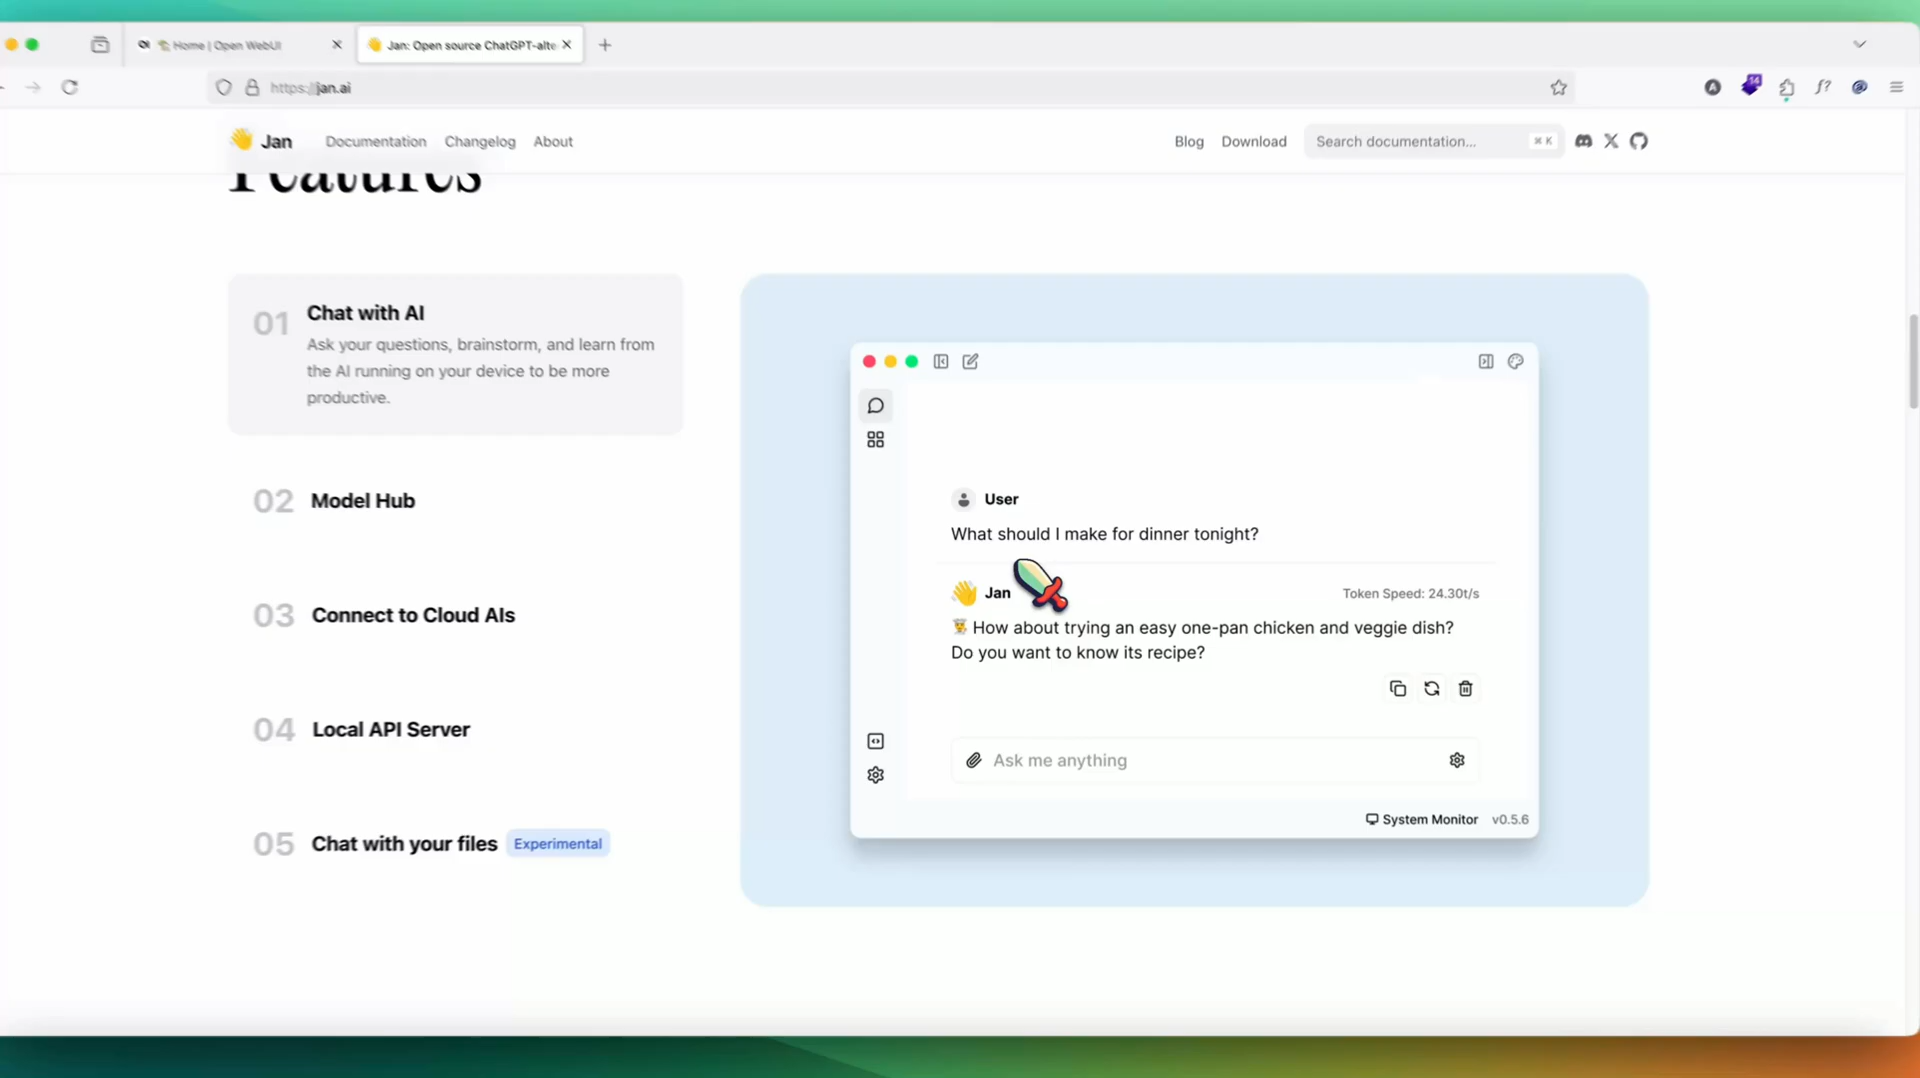 Home | Open WebUI
Jan: Open source ChatGPT-alte
https://jan.ai
14
f?
Jan
Documentation
Changelog
About
Blog
Download
Search documentation...
⌘ K
Features
01
Chat with AI
Ask your questions, brainstorm, and learn from
the AI running on your device to be more
productive.
02
Model Hub
03
Connect to Cloud AIs
04
Local API Server
05
Chat with your files
Experimental
User
What should I make for dinner tonight?
Jan
Token Speed: 24.30t/s
How about trying an easy one-pan chicken and veggie dish?
Do you want to know its recipe?
Ask me anything
System Monitor
v0.5.6